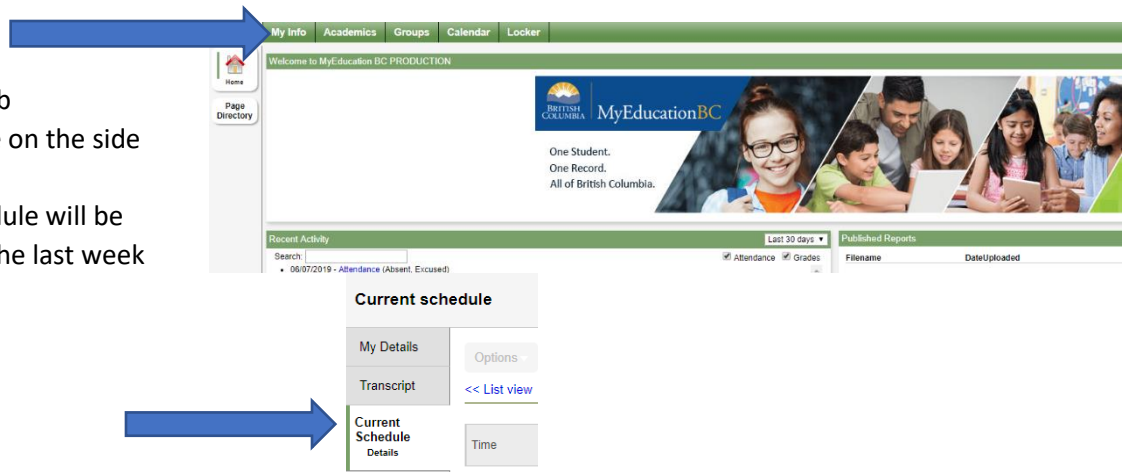 My Info Academics Groups Calendar Locker
Welcome to MyEducation BC PRODUCTION
Home
Page
Directory
on the side
dule will be
he last week
BRITISH
COLUMBIA
MyEducationBC
One Student.
One Record.
All of British Columbia.
Recent Activity Last 30 days
Published Reports
Search:
Attendance Grades
Filename DateUploaded
06/07/2019 - Attendance (Absent, Excused)
Current schedule
My Details
Options
Transcript
<< List view
Current
Schedule
Details
Time